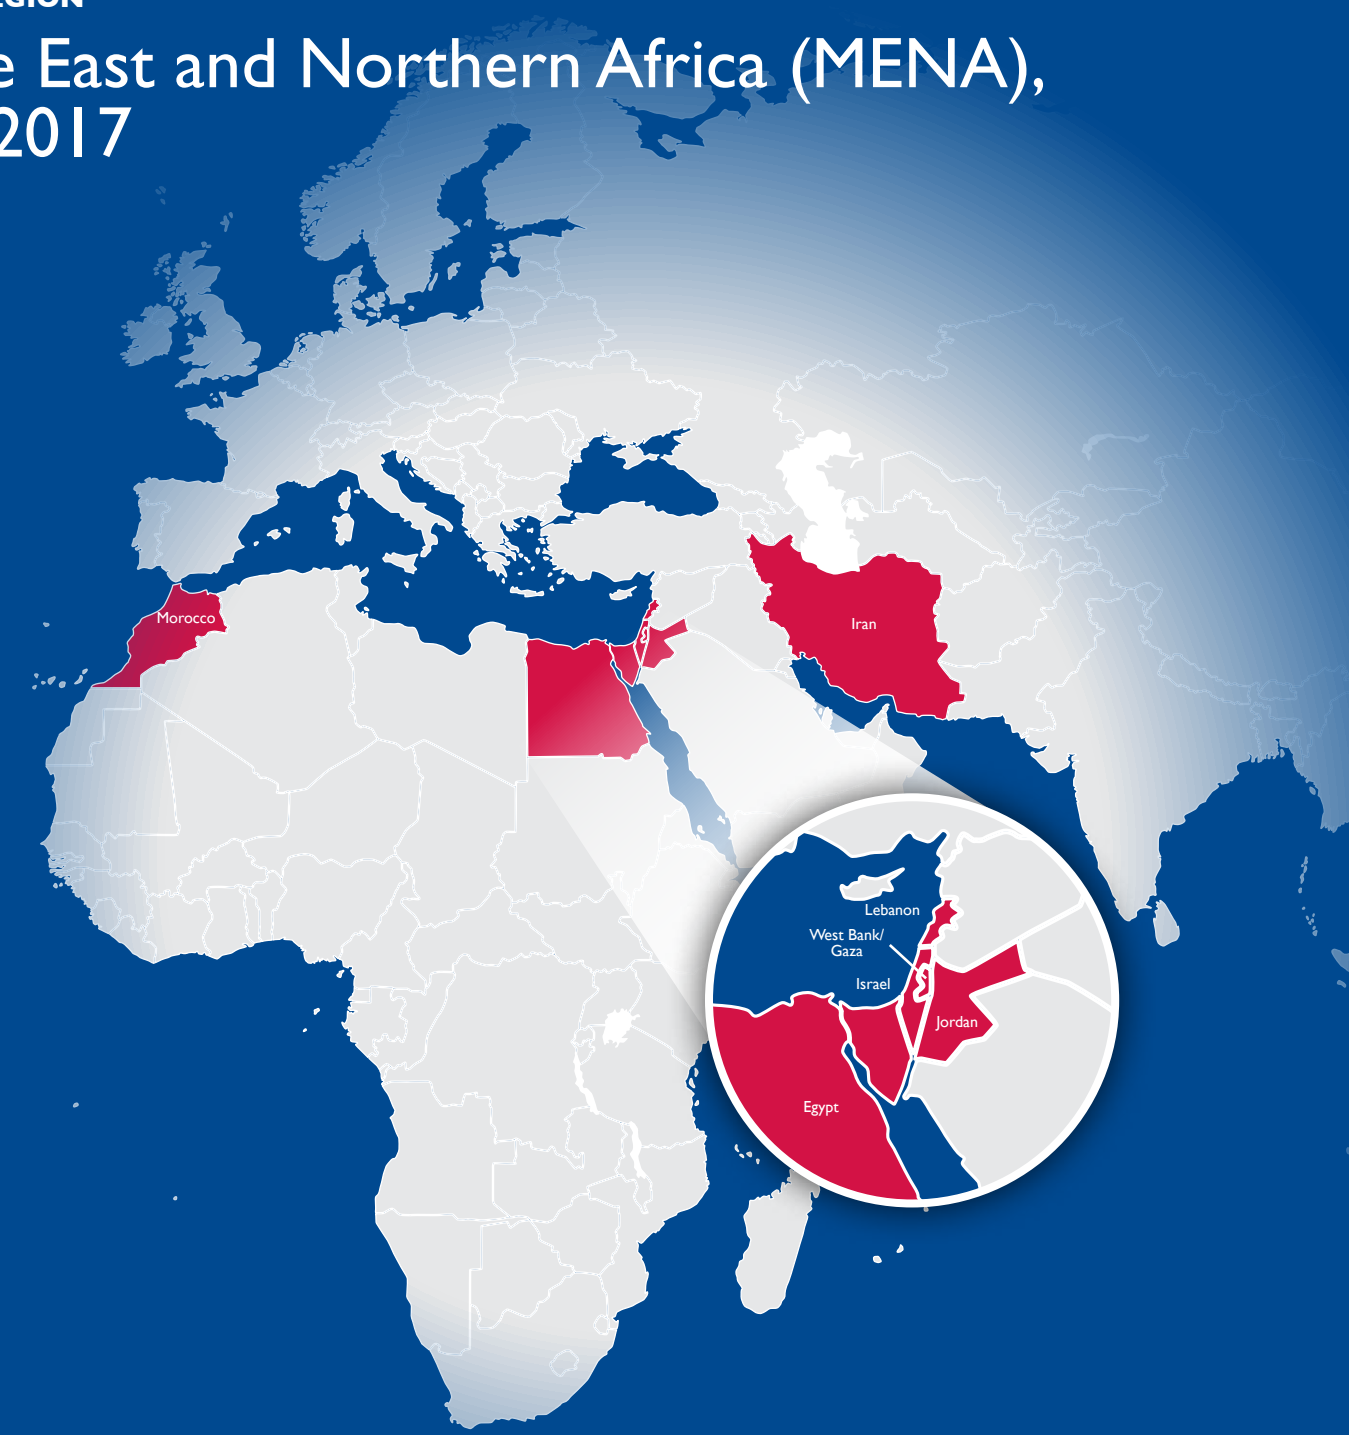 e East and Northern Africa (MENA),
2017
Morocco
Iran
Lebanon
West Bank/
Gaza
Israel
Jordan
Egypt